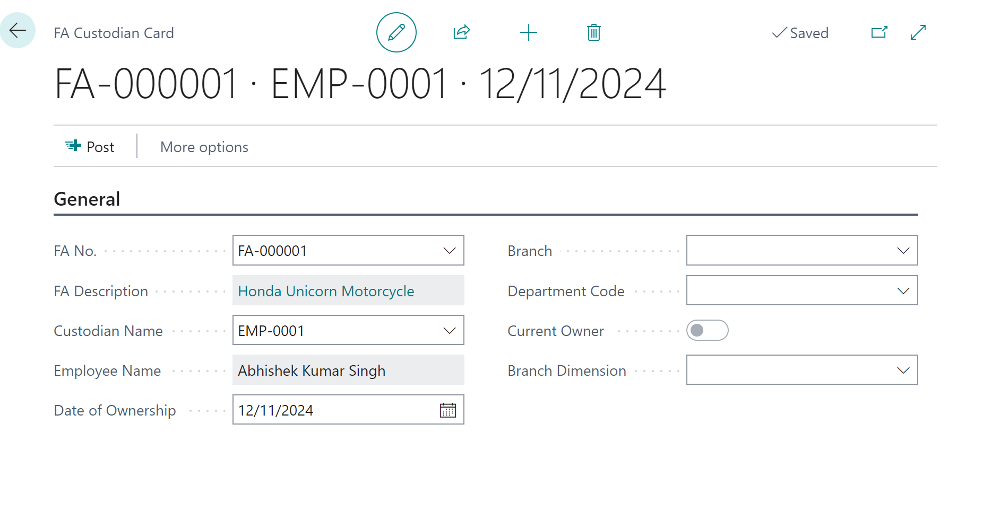 FA Custodian Card
Saved
FA-000001 · EMP-0001 · 12/11/2024
Post
More options
General
FA No.
FA-000001
FA Description
Honda Unicorn Motorcycle
Custodian Name
EMP-0001
Employee Name
Abhishek Kumar Singh
Date of Ownership
12/11/2024
Branch
Department Code
Current Owner
Branch Dimension